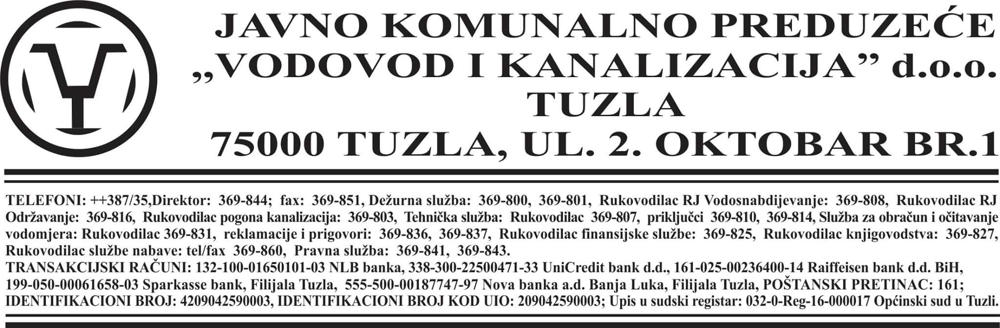 JAVNO KOMUNALNO PREDUZEĆE
„VODOVOD I KANALIZACIJA” d.o.o.
TUZLA
75000 TUZLA, UL. 2. OKTOBAR BR.1
TELEFONI: ++387/35,Direktor: 369-844; fax: 369-851, Dežurna služba: 369-800, 369-801, Rukovodilac RJ Vodosnabdijevanje: 369-808, Rukovodilac RJ
Održavanje: 369-816, Rukovodilac pogona kanalizacija: 369-803, Tehnička služba: Rukovodilac 369-807, priključci 369-810, 369-814, Služba za obračun i očitavanje
vodomjera: Rukovodilac 369-831, reklamacije i prigovori: 369-836, 369-837, Rukovodilac finansijske službe: 369-825, Rukovodilac knjigovodstva: 369-827,
Rukovodilac službe nabave: tel/fax 369-860, Pravna služba: 369-841, 369-843.
TRANSAKCIJSKI RAČUNI: 132-100-01650101-03 NLB banka, 338-300-22500471-33 UniCredit bank d.d., 161-025-00236400-14 Raiffeisen bank d.d. BiH,
199-050-00061658-03 Sparkasse bank, Filijala Tuzla, 555-500-00187747-97 Nova banka a.d. Banja Luka, Filijala Tuzla, POŠTANSKI PRETINAC: 161;
IDENTIFIKACIONI BROJ: 4209042590003, IDENTIFIKACIONI BROJ KOD UIO: 209042590003; Upis u sudski registar: 032-0-Reg-16-000017 Općinski sud u Tuzli.